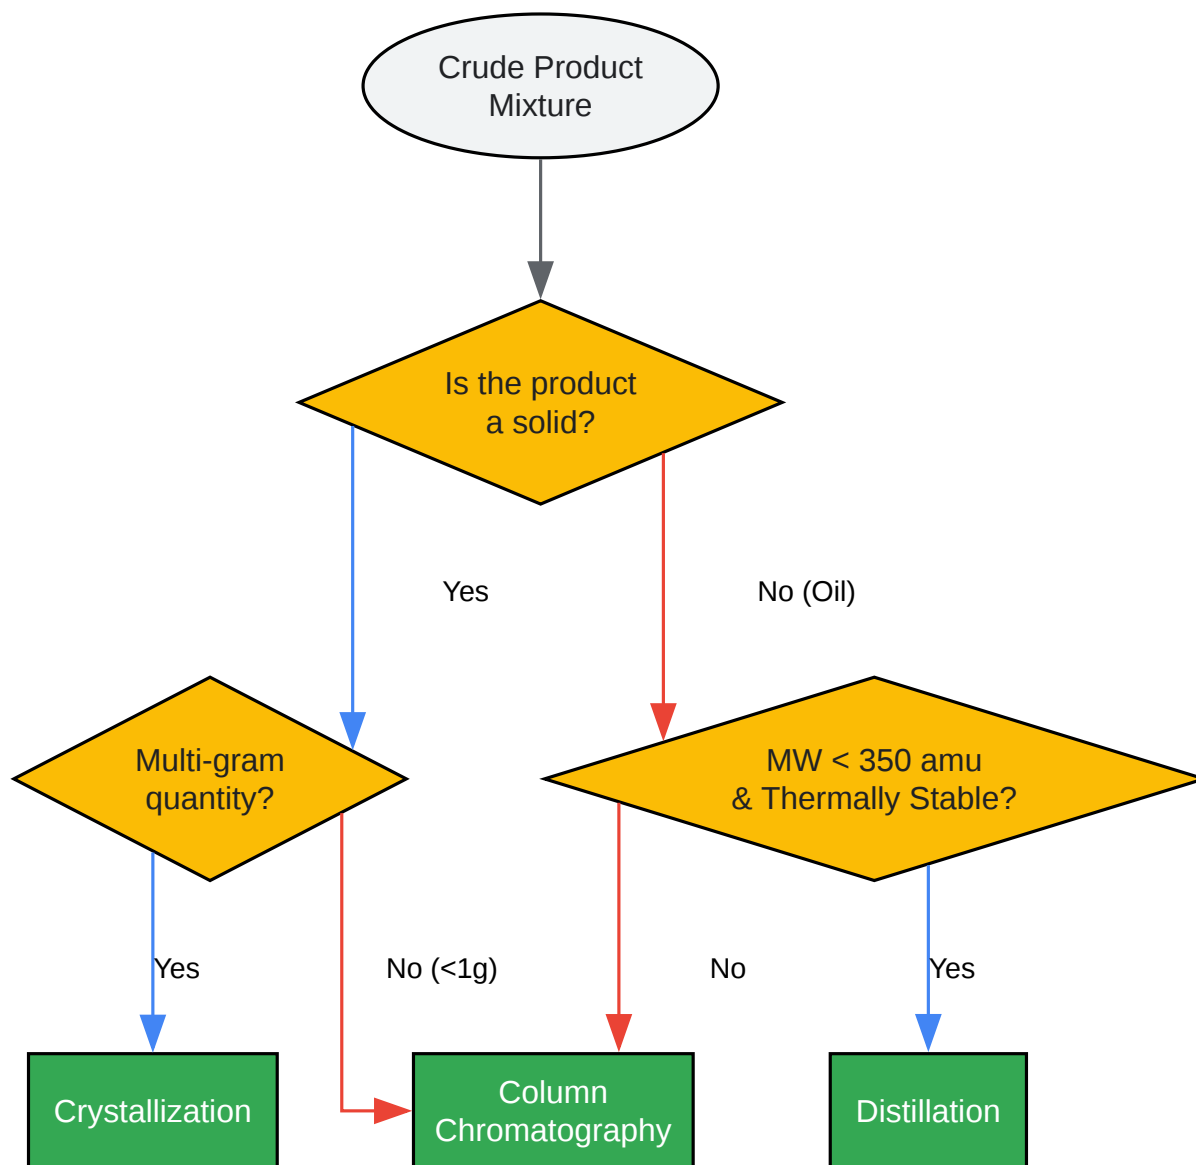 Crude Product
Mixture
Is the product
a solid?
Yes
No (Oil)
Multi-gram
quantity?
MW < 350 amu
& Thermally Stable?
Yes
No (<1g)
No
Yes
Crystallization
Column
Chromatography
Distillation